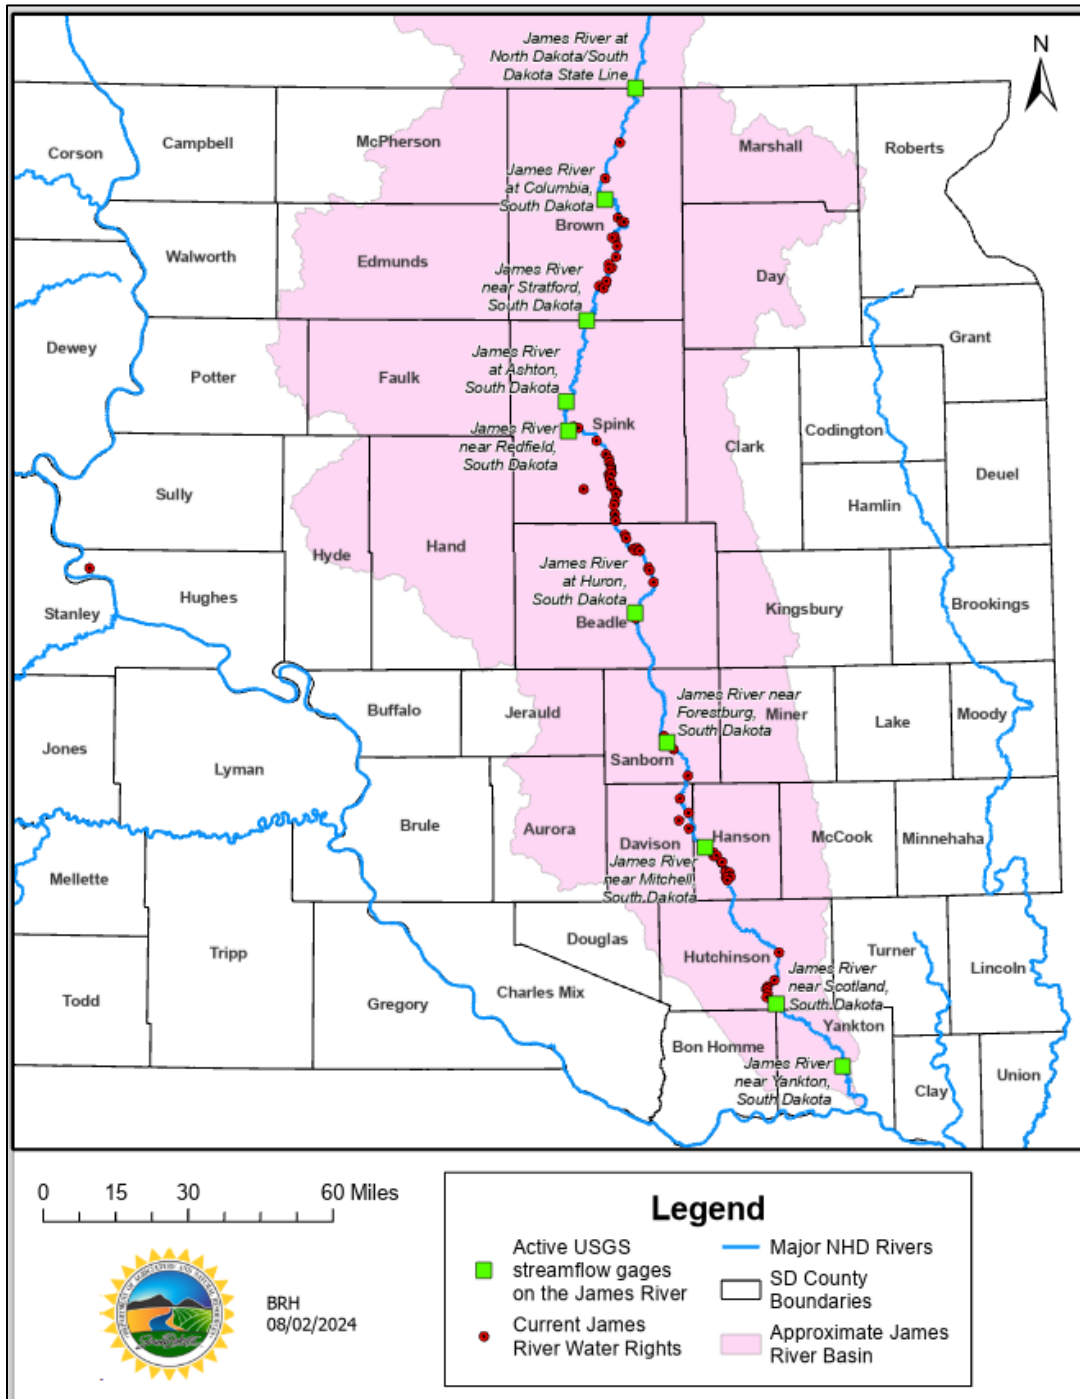 James River at
North Dakota/South
Dakota State Line
N
Campbell
McPherson
Marshall
Roberts
Corson
James River
at Columbia,
South Dakota
Brown
Walworth
Edmunds
Day
James River
near Stratford,
South Dakota
Grant
Dewey
Potter
Faulk
James River
at Ashton,
South Dakota
Spink
Codington
Clark
James River
near Redfield,
South Dakota
Deuel
Sully
Hamlin
Hyde
Hand
James River
at Huron,
South Dakota
Stanley
Hughes
Beadle
Kingsbury
Brookings
Buffalo
Jerauld
James River near
Forestburg,
South Dakota
Miner
Lake
Moody
Jones
Lyman
Sanborn
Brule
Aurora
Davison
Hanson
McCook
Minnehaha
James River
near Mitchell,
South Dakota
Mellette
Tripp
Douglas
Hutchinson
Turner
Lincoln
James River
near Scotland,
South Dakota
Todd
Gregory
Charles Mix
Yankton
Bon Homme
James River
near Yankton,
South Dakota
Clay
Union
0 15 30 60 Miles
BRH
08/02/2024
Legend
Active USGS
streamflow gages
on the James River
Current James
River Water Rights
Major NHD Rivers
SD County
Boundaries
Approximate James
River Basin